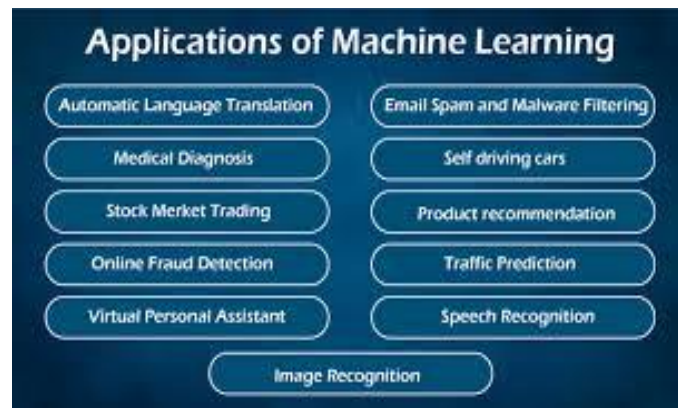 Applications of Machine Learning
Automatic Language Translation
Email Spam and Malware Filtering
Medical Diagnosis
Self driving cars
Stock Merket Trading
Product recommendation
Online Fraud Detection
Traffic Prediction
Virtual Personal Assistant
Speech Recognition
Image Recognition